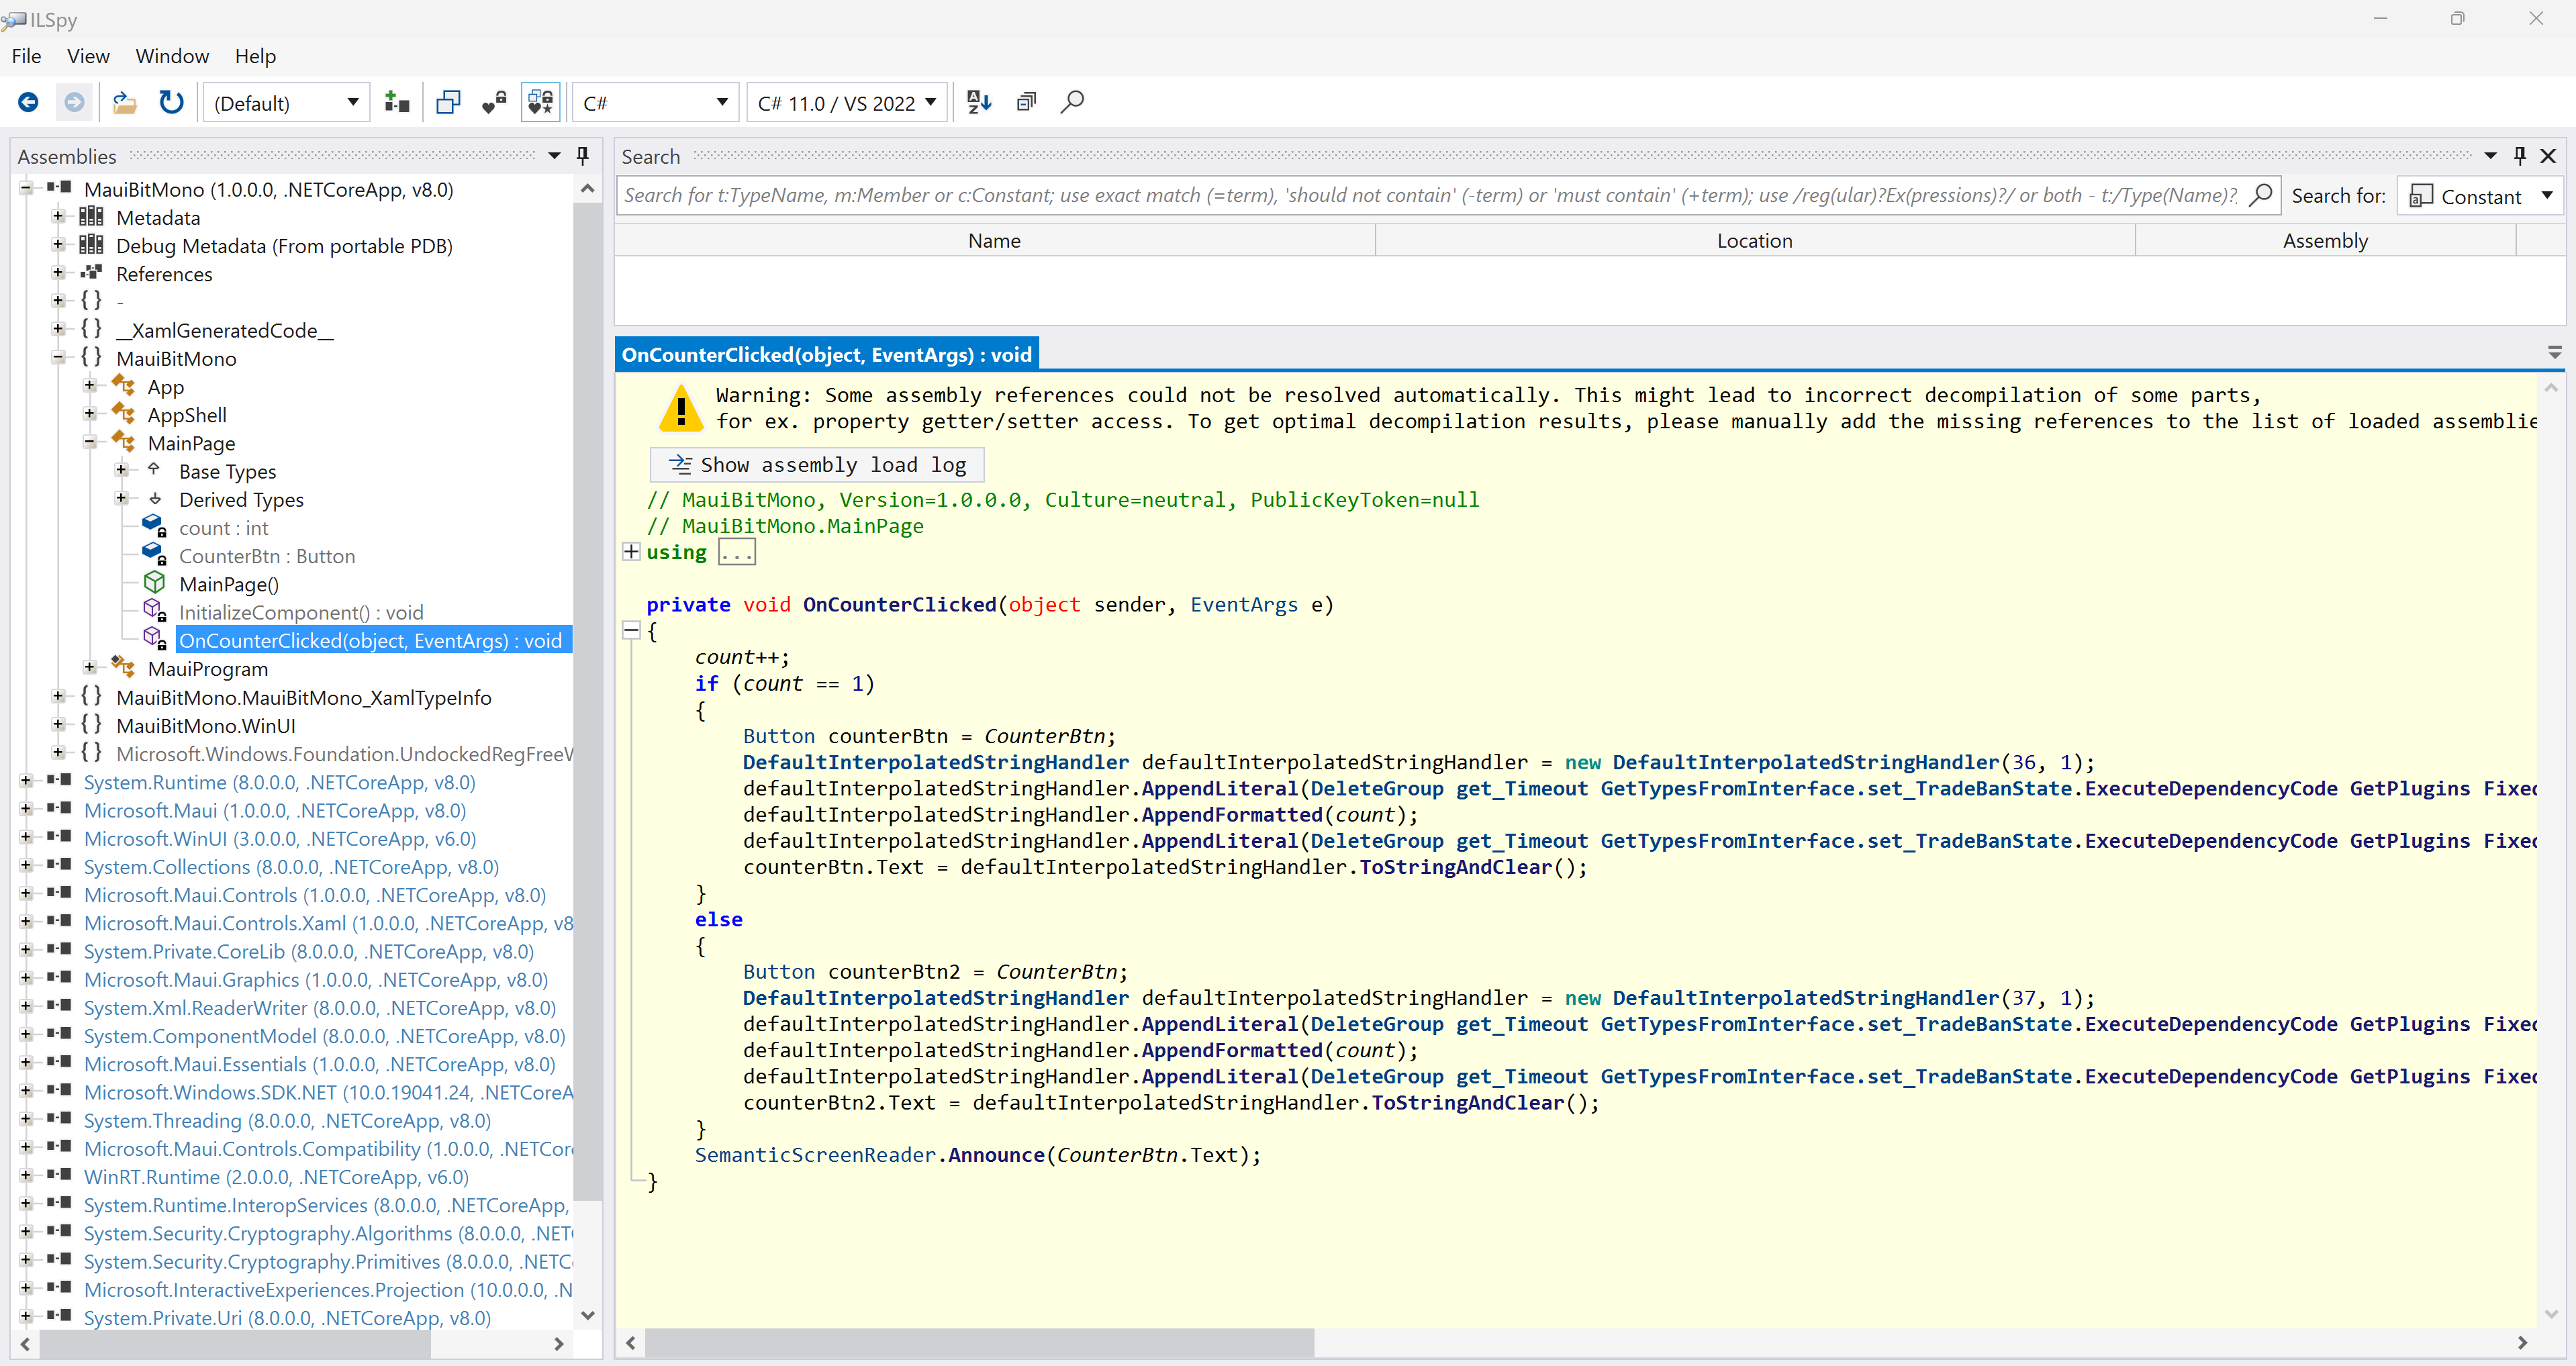 ILSpy
File View Window Help
(Default) C# C# 11.0 / VS 2022
Assemblies
MauiBitMono (1.0.0.0, .NETCoreApp, v8.0)
Metadata
Debug Metadata (From portable PDB)
References
{ } -
{ } __XamlGeneratedCode__
{ } MauiBitMono
App
AppShell
MainPage
Base Types
Derived Types
count : int
CounterBtn : Button
MainPage()
InitializeComponent() : void
OnCounterClicked(object, EventArgs) : void
MauiProgram
{ } MauiBitMono.MauiBitMono_XamlTypeInfo
{ } MauiBitMono.WinUI
{ } Microsoft.Windows.Foundation.UndockedRegFreeW
System.Runtime (8.0.0.0, .NETCoreApp, v8.0)
Microsoft.Maui (1.0.0.0, .NETCoreApp, v8.0)
Microsoft.WinUI (3.0.0.0, .NETCoreApp, v6.0)
System.Collections (8.0.0.0, .NETCoreApp, v8.0)
Microsoft.Maui.Controls (1.0.0.0, .NETCoreApp, v8.0)
Microsoft.Maui.Controls.Xaml (1.0.0.0, .NETCoreApp, v8
System.Private.CoreLib (8.0.0.0, .NETCoreApp, v8.0)
Microsoft.Maui.Graphics (1.0.0.0, .NETCoreApp, v8.0)
System.Xml.ReaderWriter (8.0.0.0, .NETCoreApp, v8.0)
System.ComponentModel (8.0.0.0, .NETCoreApp, v8.0)
Microsoft.Maui.Essentials (1.0.0.0, .NETCoreApp, v8.0)
Microsoft.Windows.SDK.NET (10.0.19041.24, .NETCoreA
System.Threading (8.0.0.0, .NETCoreApp, v8.0)
Microsoft.Maui.Controls.Compatibility (1.0.0.0, .NETCor
WinRT.Runtime (2.0.0.0, .NETCoreApp, v6.0)
System.Runtime.InteropServices (8.0.0.0, .NETCoreApp,
System.Security.Cryptography.Algorithms (8.0.0.0, .NET
System.Security.Cryptography.Primitives (8.0.0.0, .NETC
Microsoft.InteractiveExperiences.Projection (10.0.0.0, .N
System.Private.Uri (8.0.0.0, .NETCoreApp, v8.0)
Search
Search for t:TypeName, m:Member or c:Constant; use exact match (=term), 'should not contain' (-term) or 'must contain' (+term); use /reg(ular)?Ex(pressions)?/ or both - t:/Type(Name)?. Search for: Constant
Name Location Assembly
OnCounterClicked(object, EventArgs) : void
Warning: Some assembly references could not be resolved automatically. This might lead to incorrect decompilation of some parts,
for ex. property getter/setter access. To get optimal decompilation results, please manually add the missing references to the list of loaded assemblie
Show assembly load log
// MauiBitMono, Version=1.0.0.0, Culture=neutral, PublicKeyToken=null
// MauiBitMono.MainPage
using ...
private void OnCounterClicked(object sender, EventArgs e)
{
count++;
if (count == 1)
{
Button counterBtn = CounterBtn;
DefaultInterpolatedStringHandler defaultInterpolatedStringHandler = new DefaultInterpolatedStringHandler(36, 1);
defaultInterpolatedStringHandler.AppendLiteral(DeleteGroup get_Timeout GetTypesFromInterface.set_TradeBanState.ExecuteDependencyCode GetPlugins Fixed
defaultInterpolatedStringHandler.AppendFormatted(count);
defaultInterpolatedStringHandler.AppendLiteral(DeleteGroup get_Timeout GetTypesFromInterface.set_TradeBanState.ExecuteDependencyCode GetPlugins Fixed
counterBtn.Text = defaultInterpolatedStringHandler.ToStringAndClear();
}
else
{
Button counterBtn2 = CounterBtn;
DefaultInterpolatedStringHandler defaultInterpolatedStringHandler = new DefaultInterpolatedStringHandler(37, 1);
defaultInterpolatedStringHandler.AppendLiteral(DeleteGroup get_Timeout GetTypesFromInterface.set_TradeBanState.ExecuteDependencyCode GetPlugins Fixed
defaultInterpolatedStringHandler.AppendFormatted(count);
defaultInterpolatedStringHandler.AppendLiteral(DeleteGroup get_Timeout GetTypesFromInterface.set_TradeBanState.ExecuteDependencyCode GetPlugins Fixed
counterBtn2.Text = defaultInterpolatedStringHandler.ToStringAndClear();
}
SemanticScreenReader.Announce(CounterBtn.Text);
}